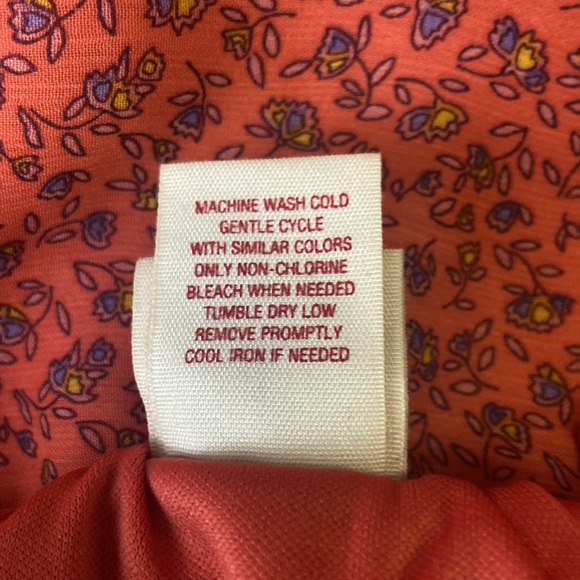 MACHINE WASH COLD
GENTLE CYCLE
WITH SIMILAR COLORS
ONLY NON-CHLORINE
BLEACH WHEN NEEDED
TUMBLE DRY LOW
REMOVE PROMPTLY
COOL IRON IF NEEDED